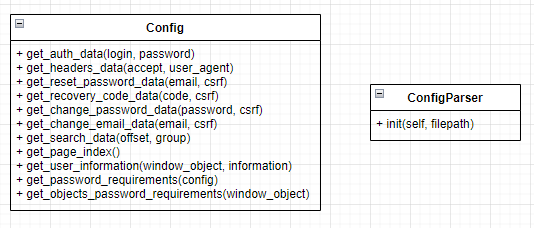 Config
+ get_auth_data(login, password)
+ get_headers_data(accept, user_agent)
+ get_reset_password_data(email, csrf)
+ get_recovery_code_data(code, csrf)
+ get_change_password_data(password, csrf)
+ get_change_email_data(email, csrf)
+ get_search_data(offset, group)
+ get_page_index()
+ get_user_information(window_object, information)
+ get_password_requirements(config)
+ get_objects_password_requirements(window_object)
ConfigParser
+ init(self, filepath)